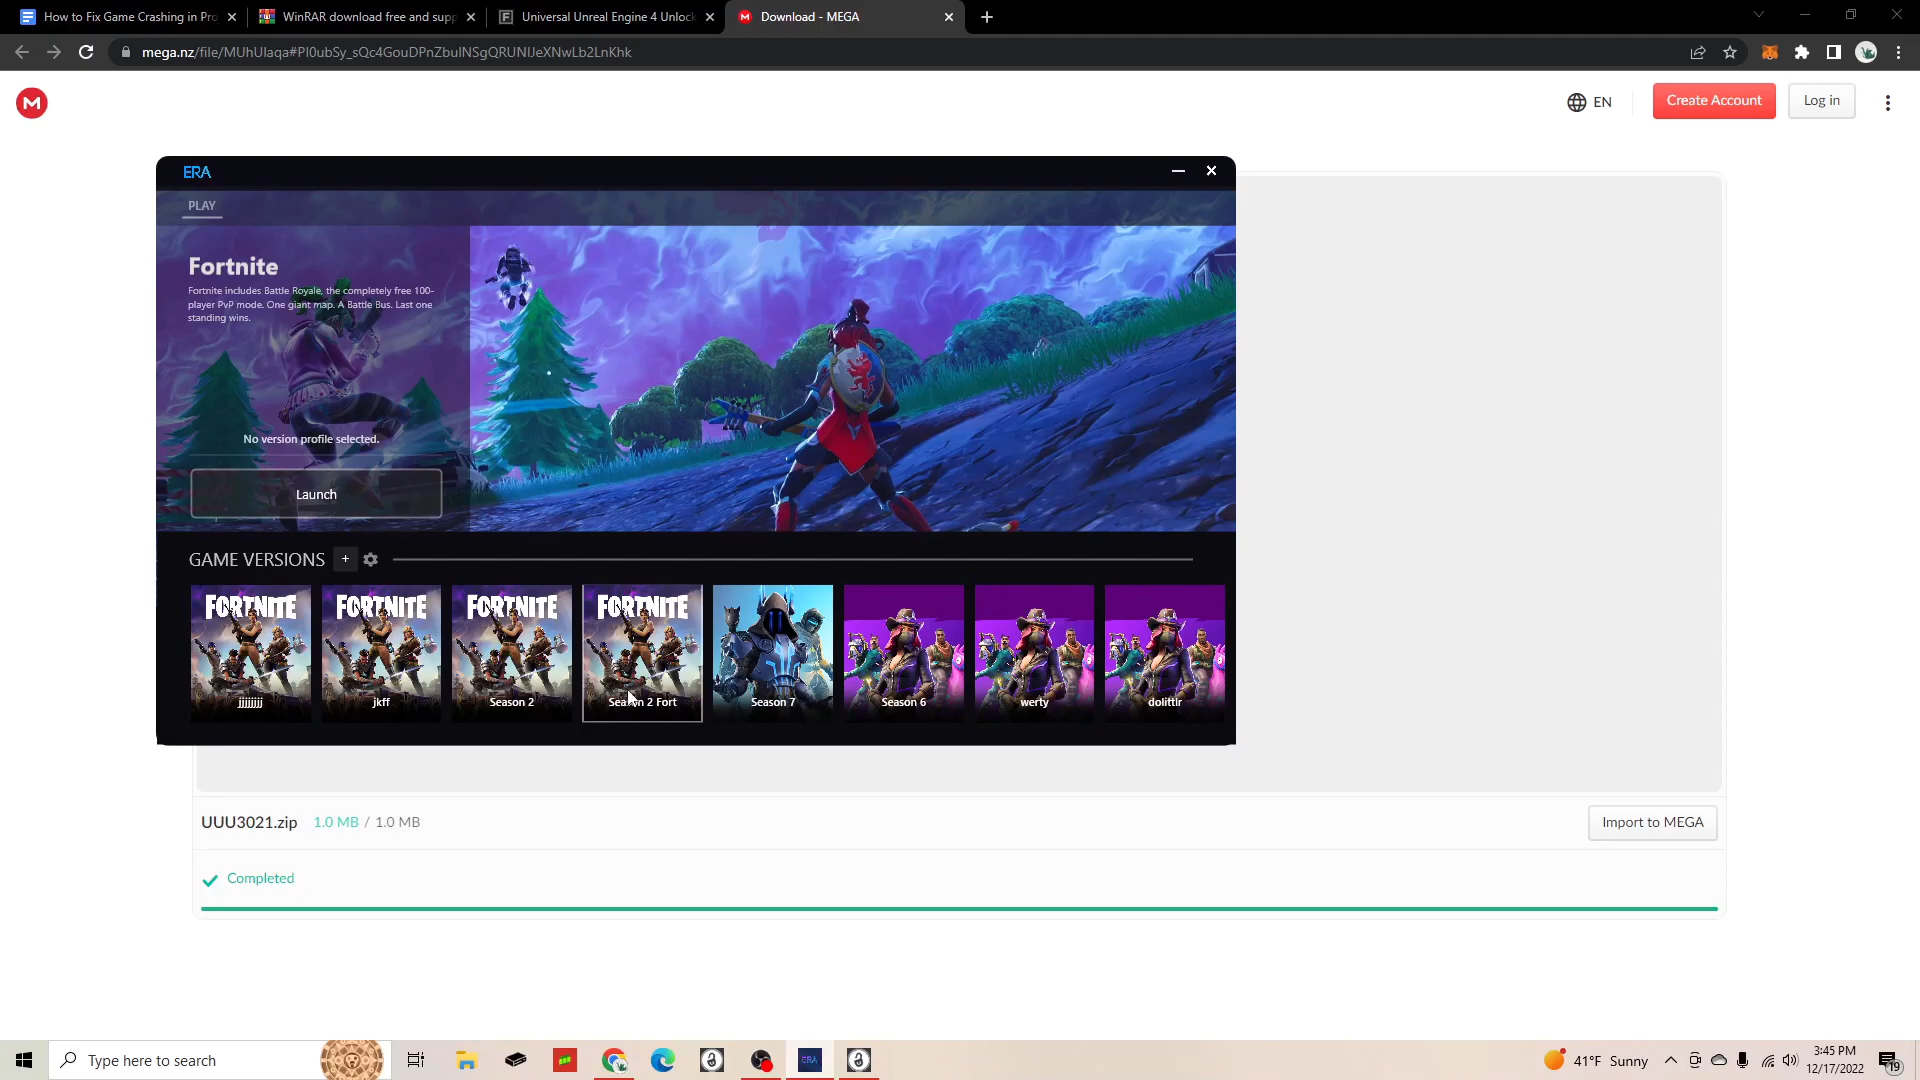 How to Fix Game Crashing in Pro
WinRAR download free and supp
Universal Unreal Engine 4 Unlock
Download - MEGA
mega.nz/file/MUhUIaqa#PI0ubSy_sQc4GouDPnZbuINSgQRUNIJeXNwLb2LnKhk
M
EN
Create Account
Log in
ERA
PLAY
Fortnite
Fortnite includes Battle Royale, the completely free 100-
player PvP mode. One giant map. A Battle Bus. Last one
standing wins.
No version profile selected.
Launch
GAME VERSIONS +
FORTNITE FORTNITE FORTNITE FORTNITE
jjjjjjjj jkff Season 2 Season 2 Fort Season 7 Season 6 werty dolittlr
UUU3021.zip 1.0 MB / 1.0 MB
Import to MEGA
Completed
Type here to search
ERA
41°F Sunny
3:45 PM
12/17/2022
19